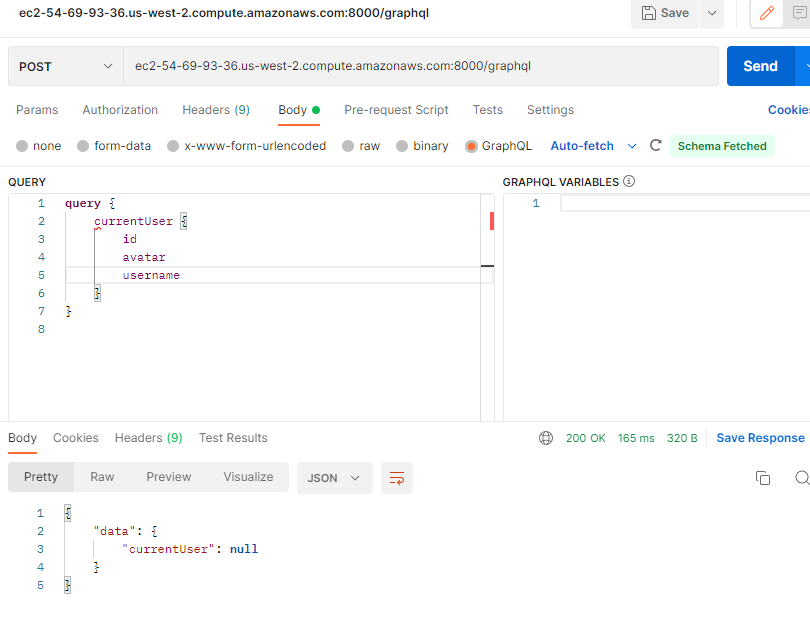 ec2-54-69-93-36.us-west-2.compute.amazonaws.com:8000/graphql Save
POST ec2-54-69-93-36.us-west-2.compute.amazonaws.com:8000/graphql Send
Params Authorization Headers (9) Body Pre-request Script Tests Settings Cookies
none form-data x-www-form-urlencoded raw binary GraphQL Auto-fetch Schema Fetched
QUERY GRAPHQL VARIABLES
1 query { 1
2 currentUser {
3 id
4 avatar
5 username
6 }
7 }
8
Body Cookies Headers (9) Test Results 200 OK 165 ms 320 B Save Response
Pretty Raw Preview Visualize JSON
1 {
2 "data": {
3 "currentUser": null
4 }
5 }